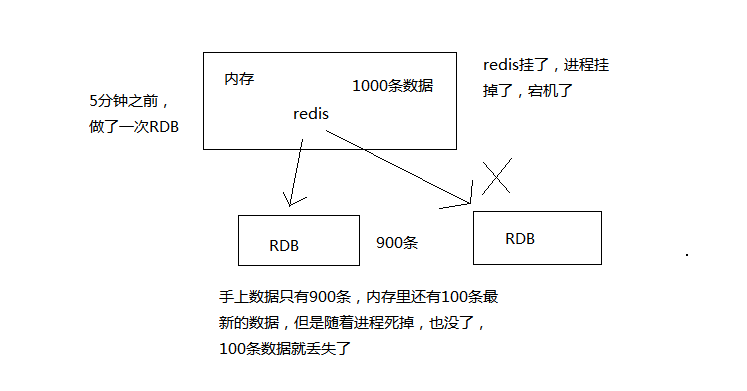 内存
1000条数据
redis
5分钟之前，
做了一次RDB
redis挂了，进程挂
掉了，宕机了
RDB
900条
RDB
手上数据只有900条，内存里还有100条最
新的数据，但是随着进程死掉，也没了，
100条数据就丢失了